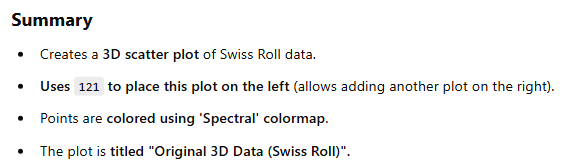 Summary
• Creates a 3D scatter plot of Swiss Roll data.
• Uses 121 to place this plot on the left (allows adding another plot on the right).
• Points are colored using 'Spectral' colormap.
• The plot is titled "Original 3D Data (Swiss Roll)".